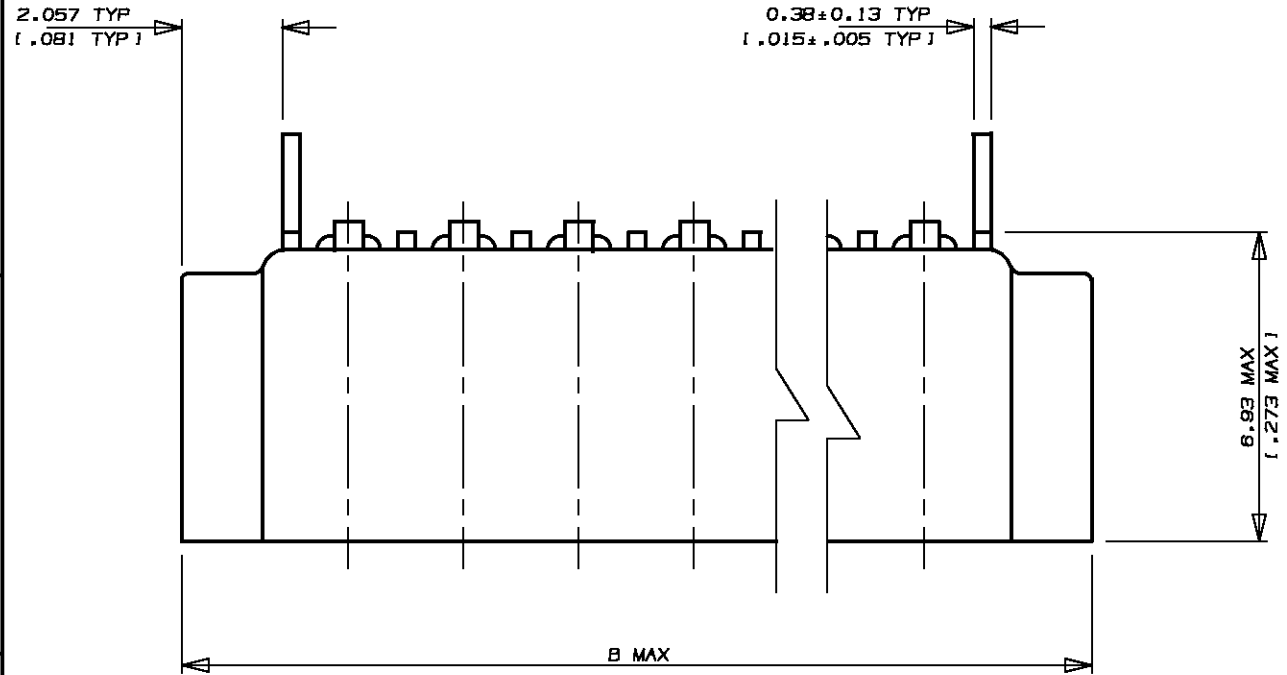 2.057 TYP
[.081 TYP]
0.38±0.13 TYP
[.015±.005 TYP]
6.93 MAX
[.273 MAX]
B MAX